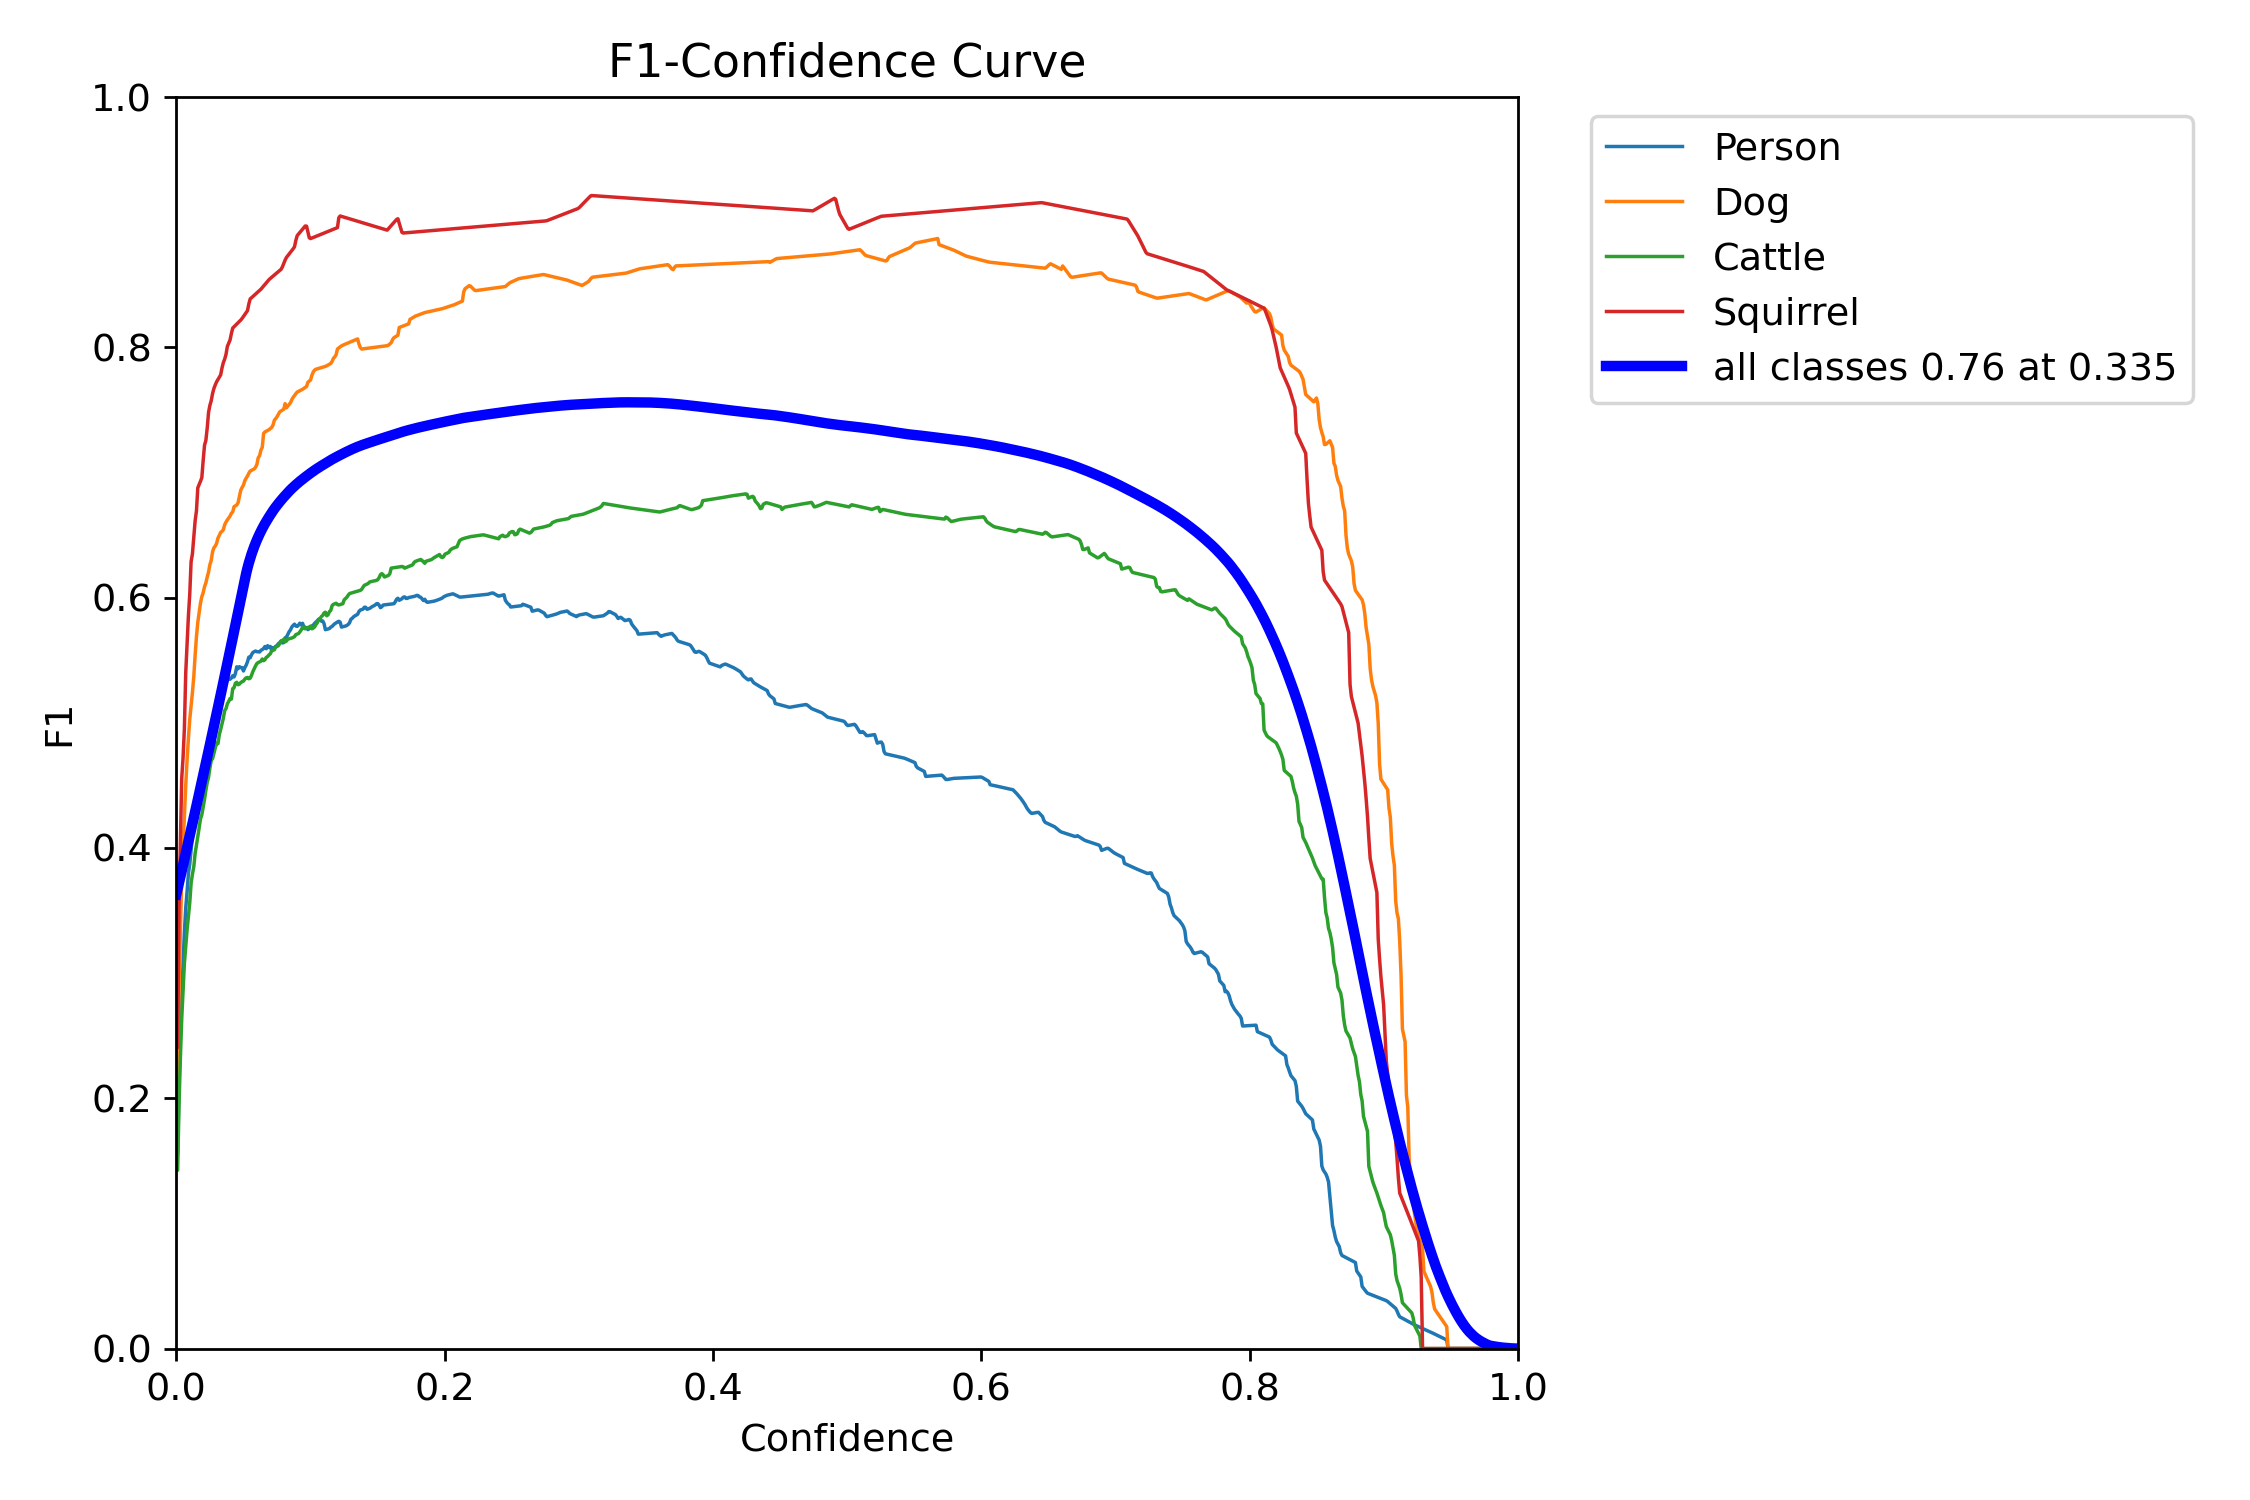 F1-Confidence Curve
1.0
0.8
0.6
0.4
0.2
0.0
F1
0.0 0.2 0.4 0.6 0.8 1.0
Confidence
Person
Dog
Cattle
Squirrel
all classes 0.76 at 0.335